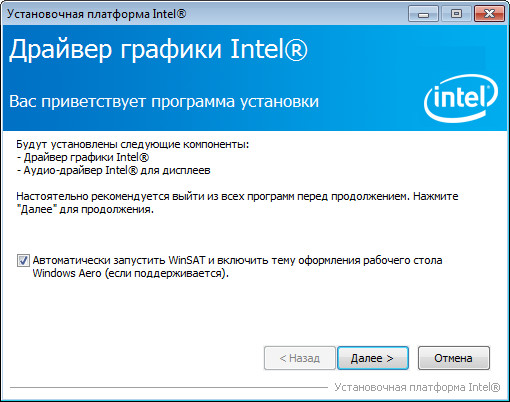 Установочная платформа Intel®
Драйвер графики Intel®
Вас приветствует программа установки
intel
Будут установлены следующие компоненты:
- Драйвер графики Intel®
- Аудио-драйвер Intel® для дисплеев
Настоятельно рекомендуется выйти из всех программ перед продолжением. Нажмите
"Далее" для продолжения.
Автоматически запустить WinSAT и включить тему оформления рабочего стола
Windows Aero (если поддерживается).
< Назад
Далее >
Отмена
Установочная платформа Intel®